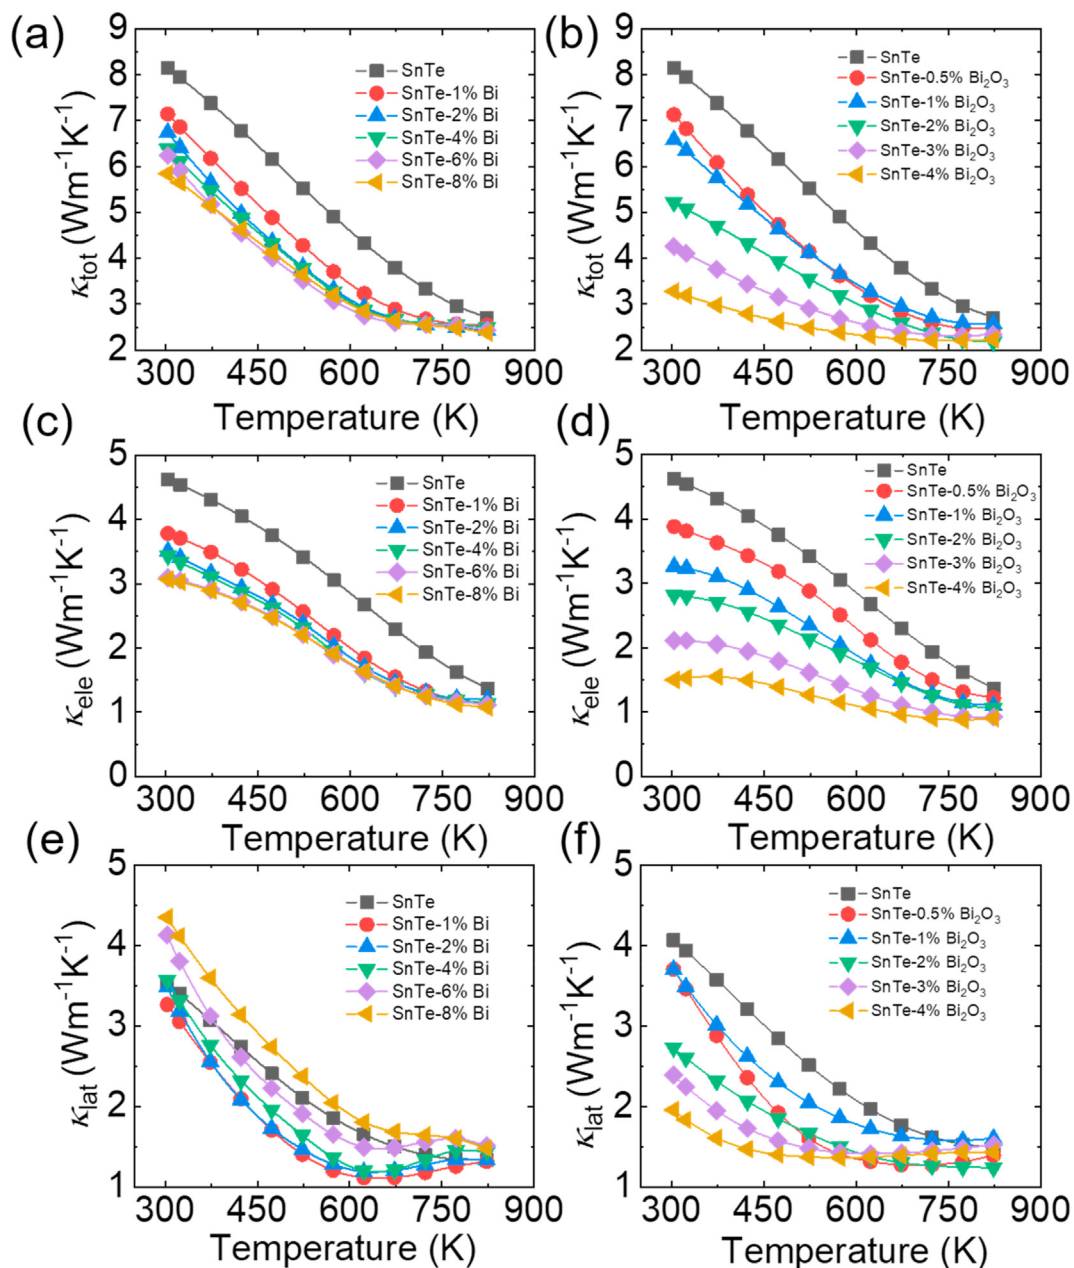 (a)
9
8
7
6
5
4
3
2
κtot (Wm⁻¹K⁻¹)
SnTe
SnTe-1% Bi
SnTe-2% Bi
SnTe-4% Bi
SnTe-6% Bi
SnTe-8% Bi
300 450 600 750 900
Temperature (K)
(b)
9
8
7
6
5
4
3
2
κtot (Wm⁻¹K⁻¹)
SnTe
SnTe-0.5% Bi₂O₃
SnTe-1% Bi₂O₃
SnTe-2% Bi₂O₃
SnTe-3% Bi₂O₃
SnTe-4% Bi₂O₃
300 450 600 750 900
Temperature (K)
(c)
5
4
3
2
1
0
κele (Wm⁻¹K⁻¹)
SnTe
SnTe-1% Bi
SnTe-2% Bi
SnTe-4% Bi
SnTe-6% Bi
SnTe-8% Bi
300 450 600 750 900
Temperature (K)
(d)
5
4
3
2
1
0
κele (Wm⁻¹K⁻¹)
SnTe
SnTe-0.5% Bi₂O₃
SnTe-1% Bi₂O₃
SnTe-2% Bi₂O₃
SnTe-3% Bi₂O₃
SnTe-4% Bi₂O₃
300 450 600 750 900
Temperature (K)
(e)
5
4
3
2
1
κlat (Wm⁻¹K⁻¹)
SnTe
SnTe-1% Bi
SnTe-2% Bi
SnTe-4% Bi
SnTe-6% Bi
SnTe-8% Bi
300 450 600 750 900
Temperature (K)
(f)
5
4
3
2
1
κlat (Wm⁻¹K⁻¹)
SnTe
SnTe-0.5% Bi₂O₃
SnTe-1% Bi₂O₃
SnTe-2% Bi₂O₃
SnTe-3% Bi₂O₃
SnTe-4% Bi₂O₃
300 450 600 750 900
Temperature (K)